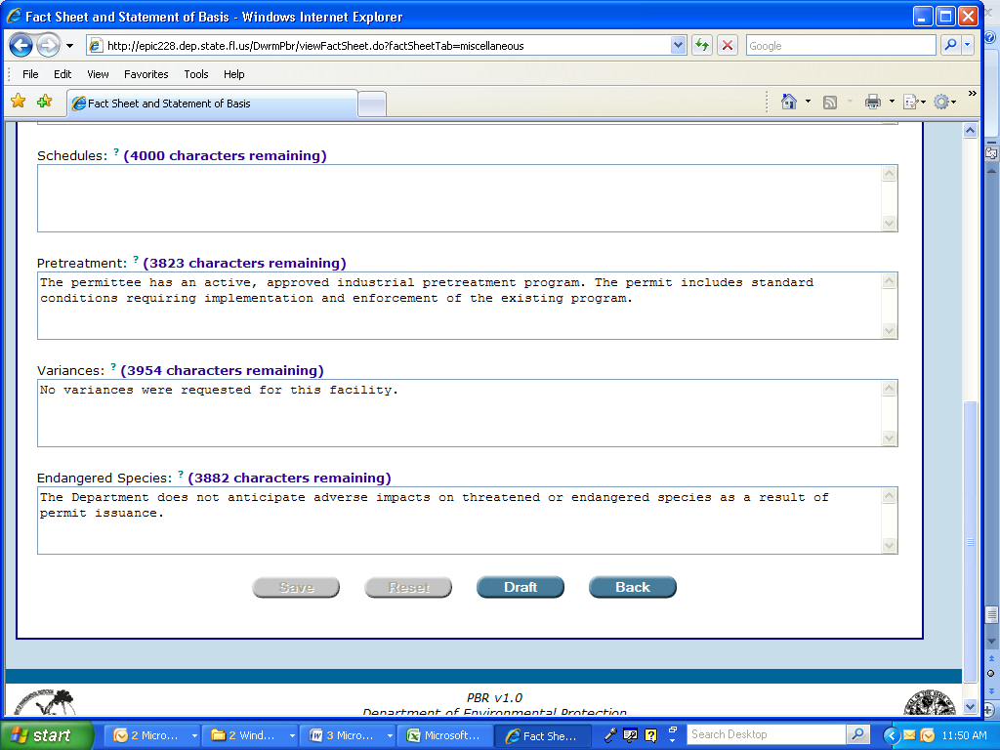 Fact Sheet and Statement of Basis - Windows Internet Explorer
http://epic228.dep.state.fl.us/DwrmPbr/viewFactSheet.do?factSheetTab=miscellaneous
Google
File Edit View Favorites Tools Help
Fact Sheet and Statement of Basis
Schedules: ? (4000 characters remaining)
Pretreatment: ? (3823 characters remaining)
The permittee has an active, approved industrial pretreatment program. The permit includes standard
conditions requiring implementation and enforcement of the existing program.
Variances: ? (3954 characters remaining)
No variances were requested for this facility.
Endangered Species: ? (3882 characters remaining)
The Department does not anticipate adverse impacts on threatened or endangered species as a result of
permit issuance.
Save Reset Draft Back
PBR v1.0
Department of Environmental Protection
start 2 Micro... 2 Wind... 3 Micro... Microsoft... Fact She... Search Desktop 11:50 AM